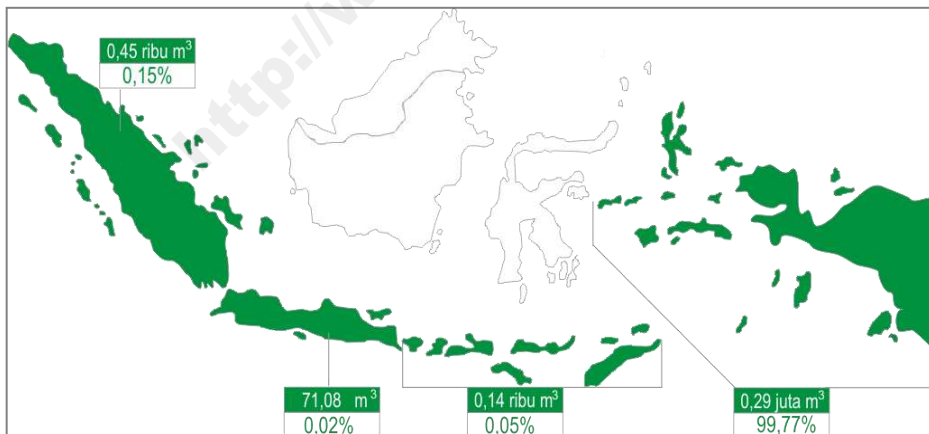 http://w
0,45 ribu m³
0,15%
71,08 m³
0,02%
0,14 ribu m³
0,05%
0,29 juta m³
99,77%